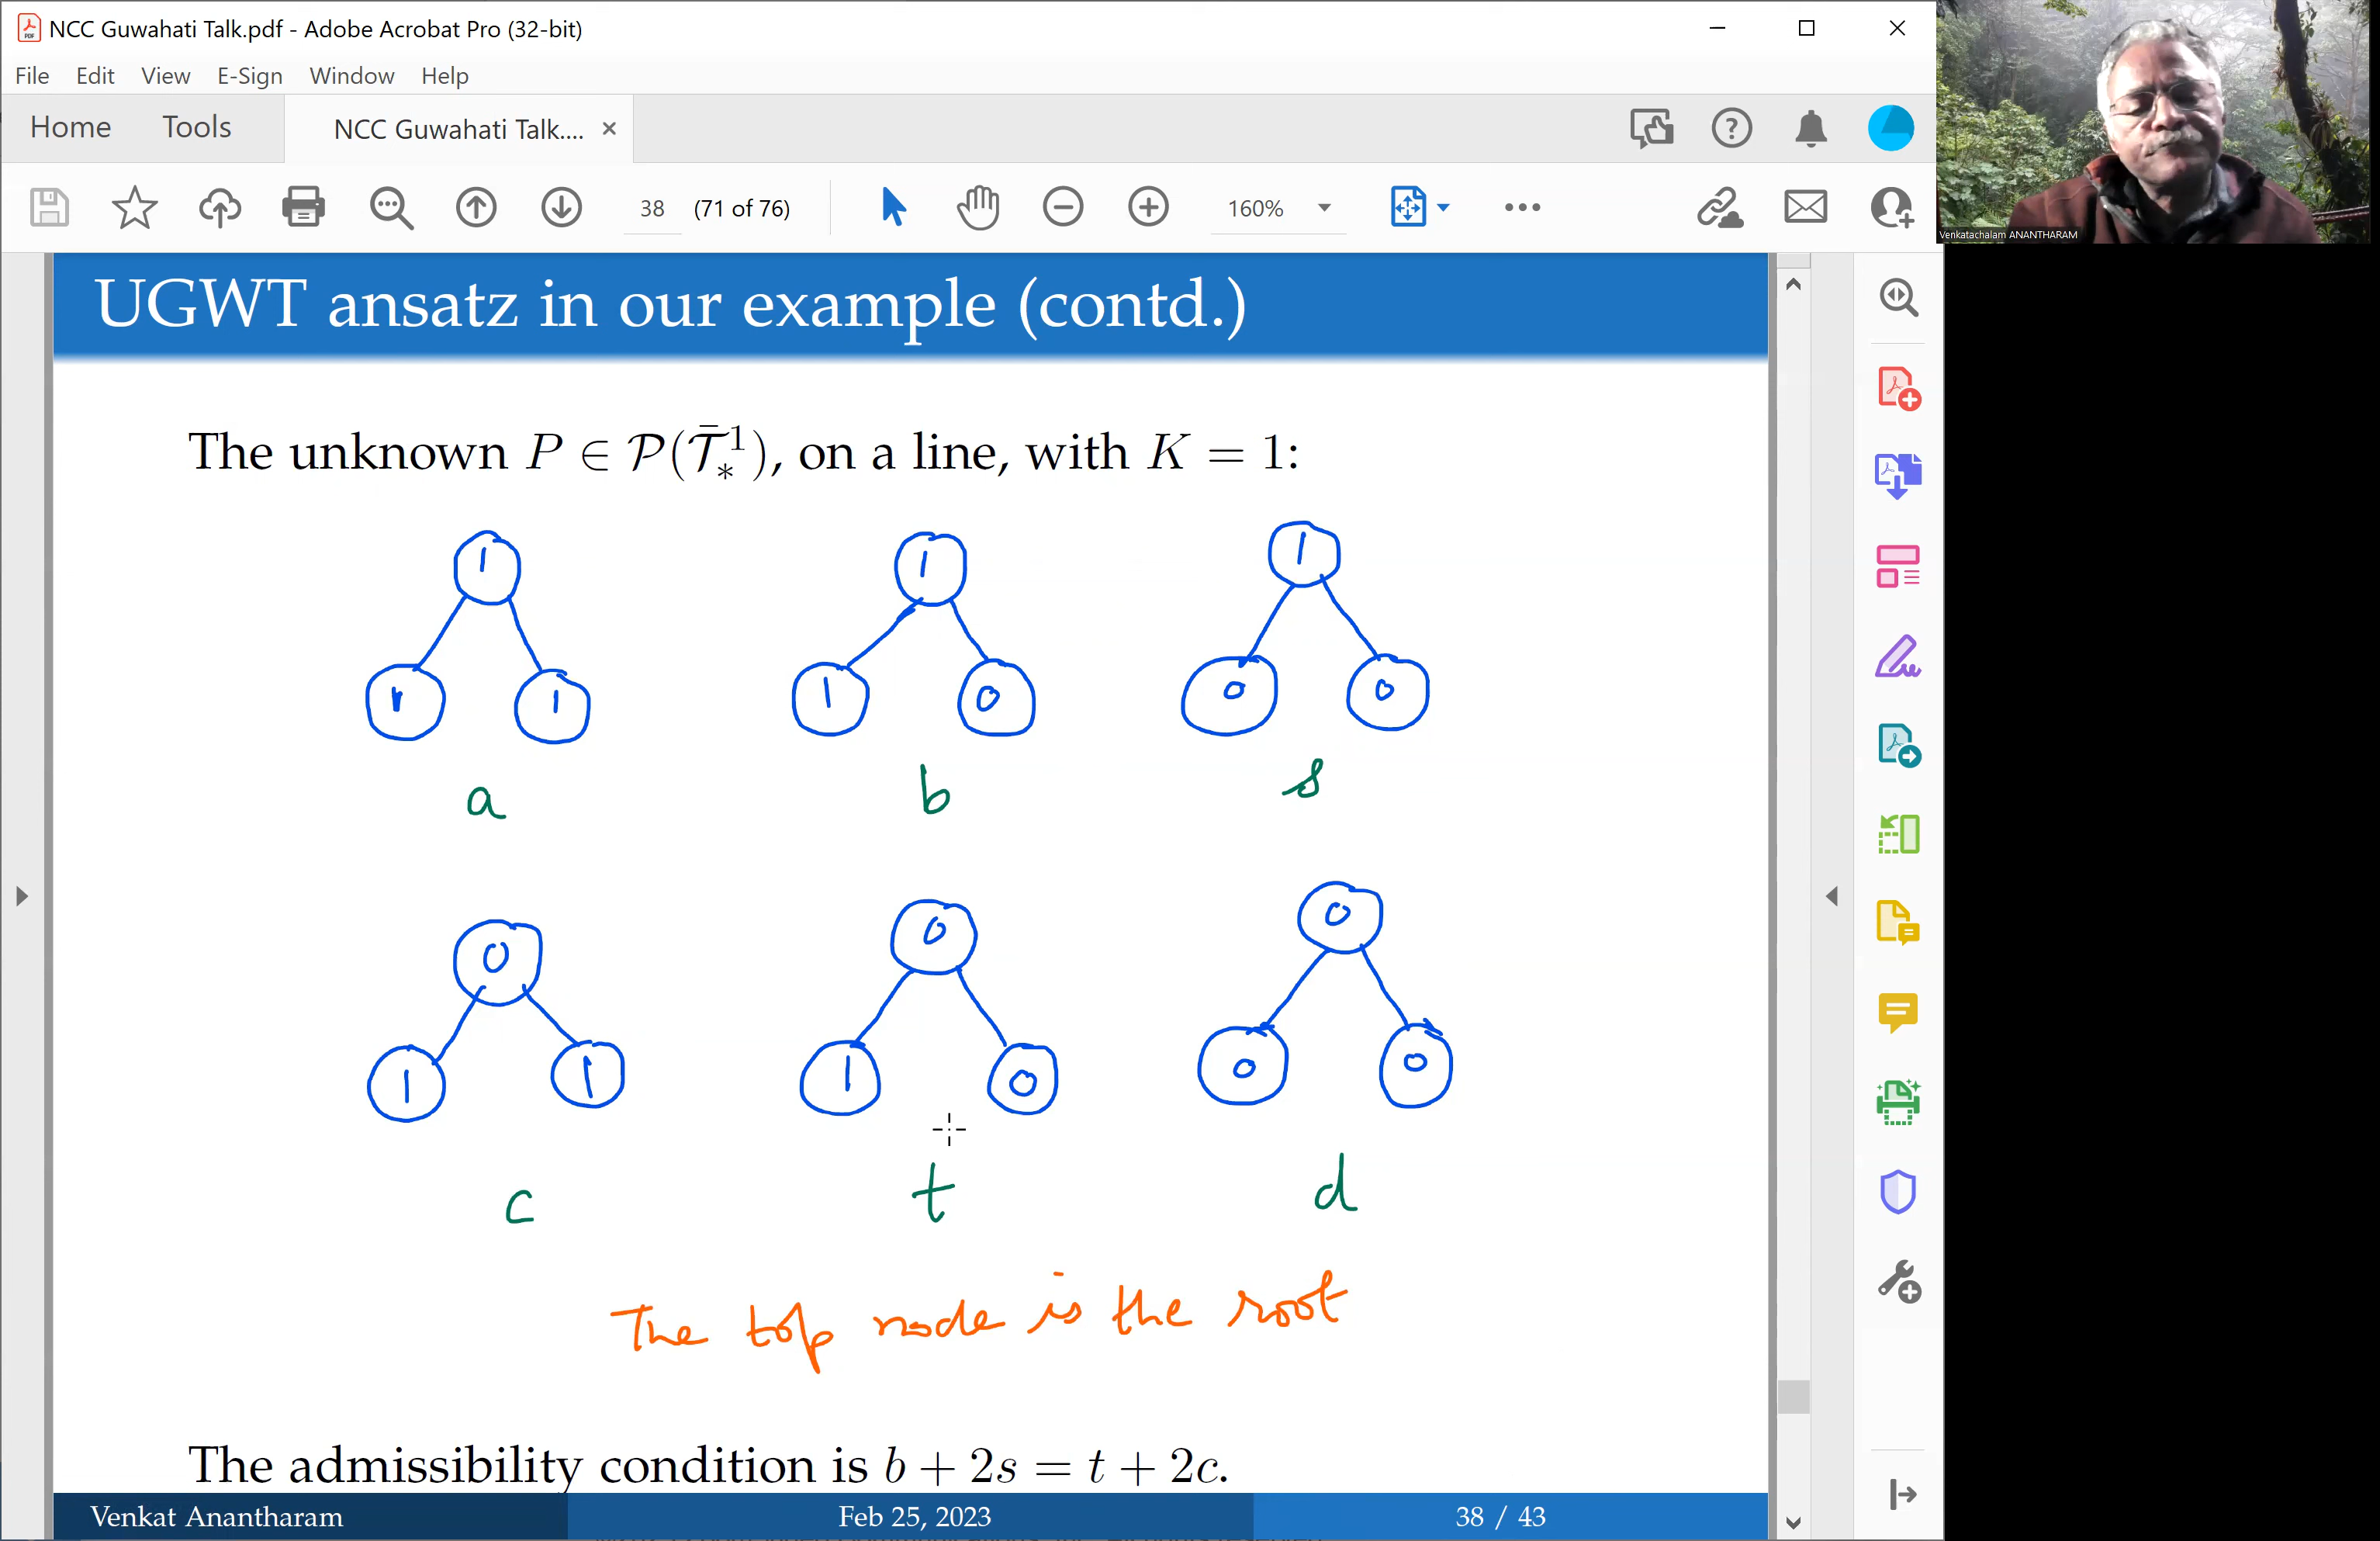 NCC Guwahati Talk.pdf - Adobe Acrobat Pro (32-bit)
File Edit View E-Sign Window Help
Home Tools NCC Guwahati Talk.... ×
38 (71 of 76) 160%
Venkatachalam ANANTHARAM
UGWT ansatz in our example (contd.)
The unknown P ∈ 𝒫(𝒯̄_*^1), on a line, with K = 1:
1 1 1
1 1 1 0 0 0
a b s
0 0 0
1 1 1 0 0 0
c t d
The top node is the root
The admissibility condition is b + 2s = t + 2c.
Venkat Anantharam Feb 25, 2023 38 / 43